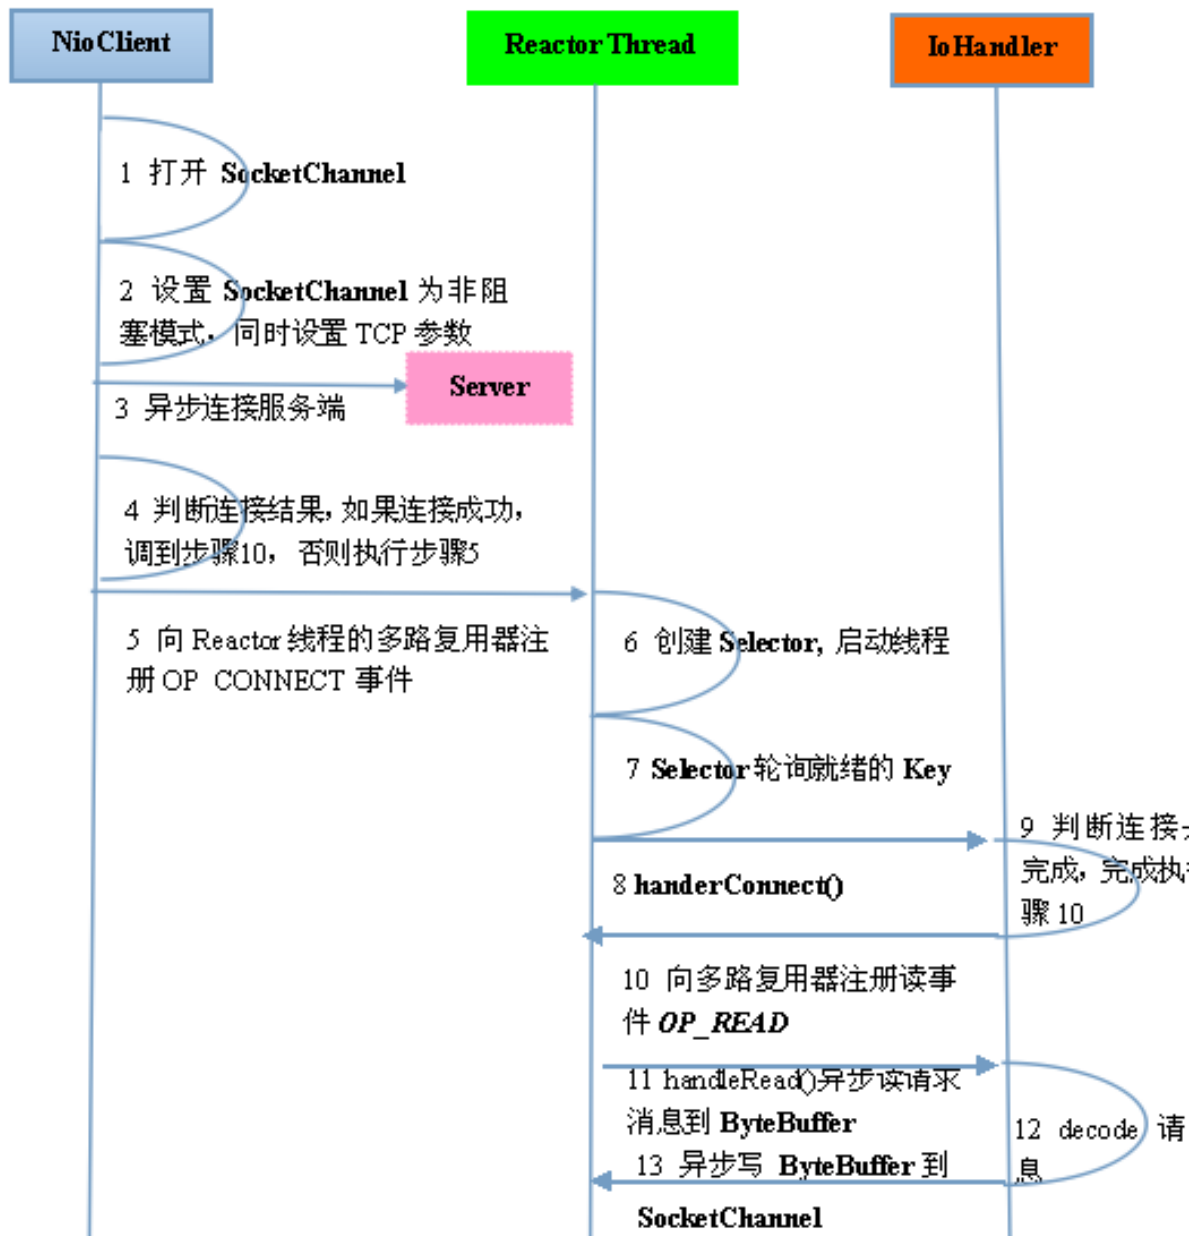 NioClient
Reactor Thread
IoHandler
1 打开 SocketChannel
2 设置 SocketChannel 为非阻
塞模式，同时设置 TCP 参数
Server
3 异步连接服务端
4 判断连接结果，如果连接成功，
调到步骤10，否则执行步骤5
5 向 Reactor 线程的多路复用器注
册 OP CONNECT 事件
6 创建 Selector, 启动线程
7 Selector 轮询就绪的 Key
8 handerConnect()
9 判断连接
完成，完成执
骤 10
10 向多路复用器注册读事
件 OP_READ
11 handleRead()异步读请求
消息到 ByteBuffer
12 decode 请
息
13 异步写 ByteBuffer 到
SocketChannel